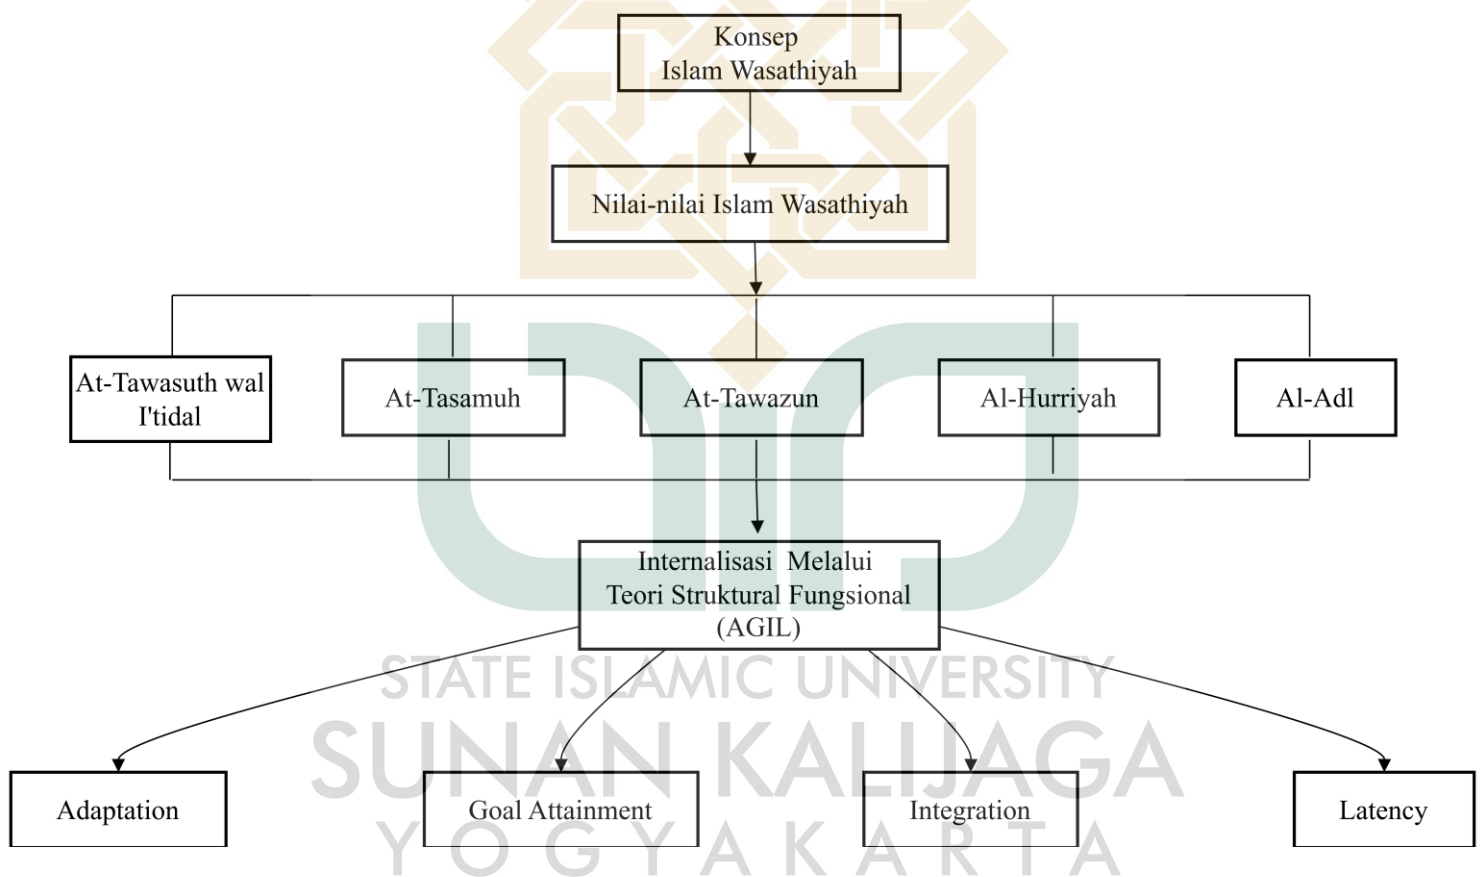 Konsep
Islam Wasathiyah
Nilai-nilai Islam Wasathiyah
At-Tawasuth wal
I'tidal
At-Tasamuh
At-Tawazun
Al-Hurriyah
Al-Adl
Internalisasi Melalui
Teori Struktural Fungsional
(AGIL)
STATE ISLAMIC UNIVERSITY
SUNAN KALIJAGA
YOGYAKARTA
Adaptation
Goal Attainment
Integration
Latency